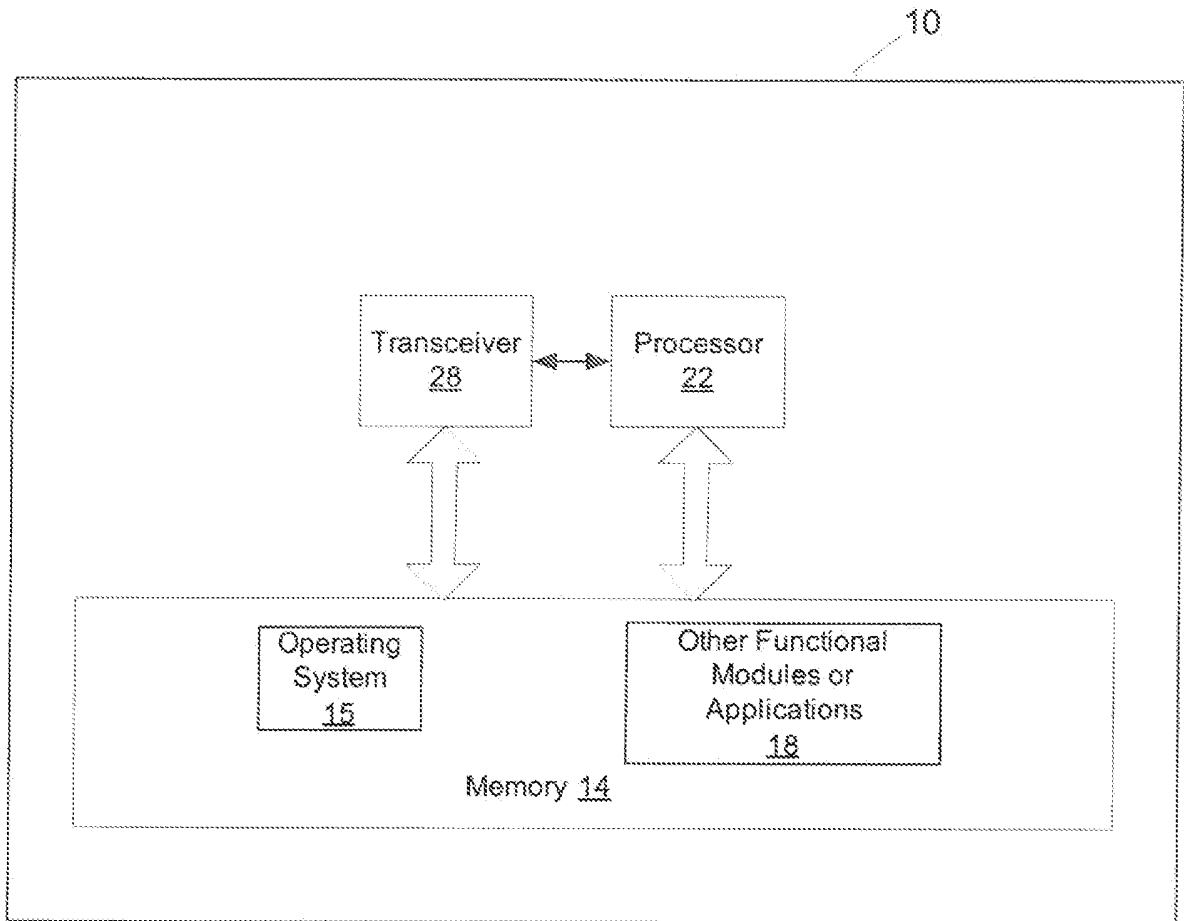 10
Transceiver
28
Processor
22
Operating
System
15
Other Functional
Modules or
Applications
18
Memory 14